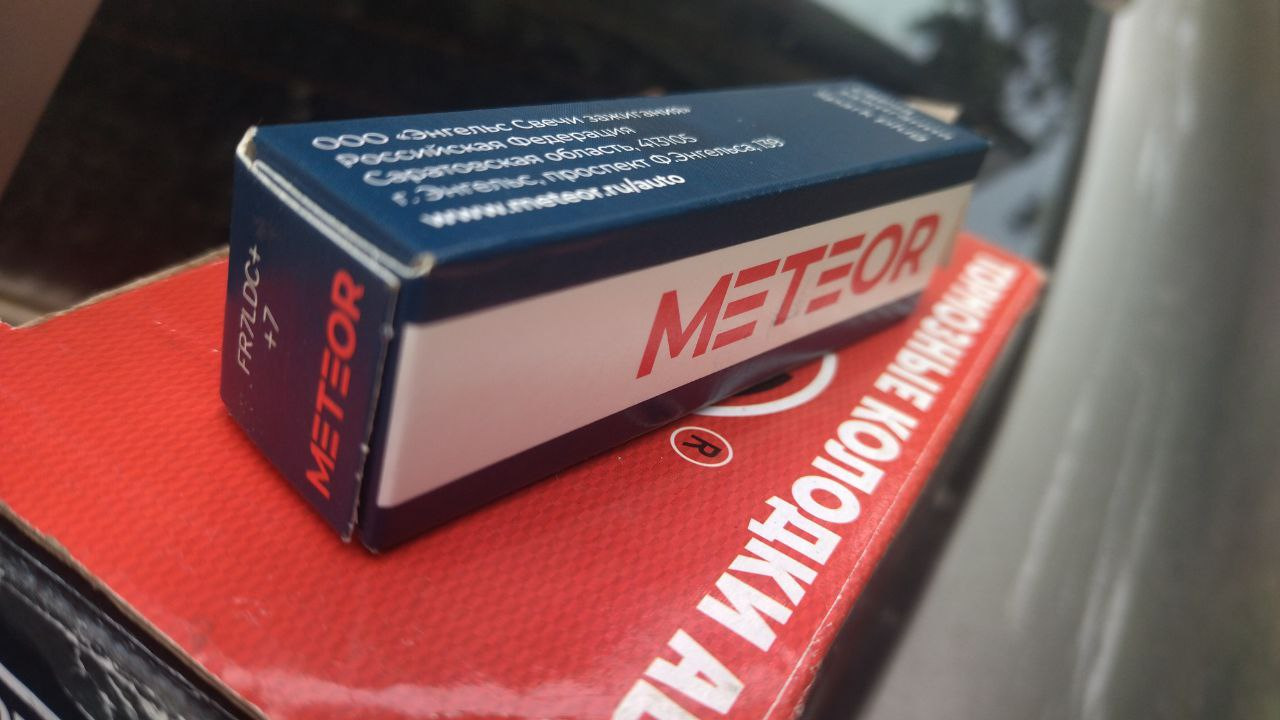 ООО «Энгельс Свечи зажигания»
Российская Федерация
Саратовская область, 413105
г. Энгельс, проспект Ф.Энгельса, 139
www.meteor.ru/auto
FR7LDC+
+7
METEOR
METEOR
R
ТОРМОЗНЫЕ КОЛОДКИ